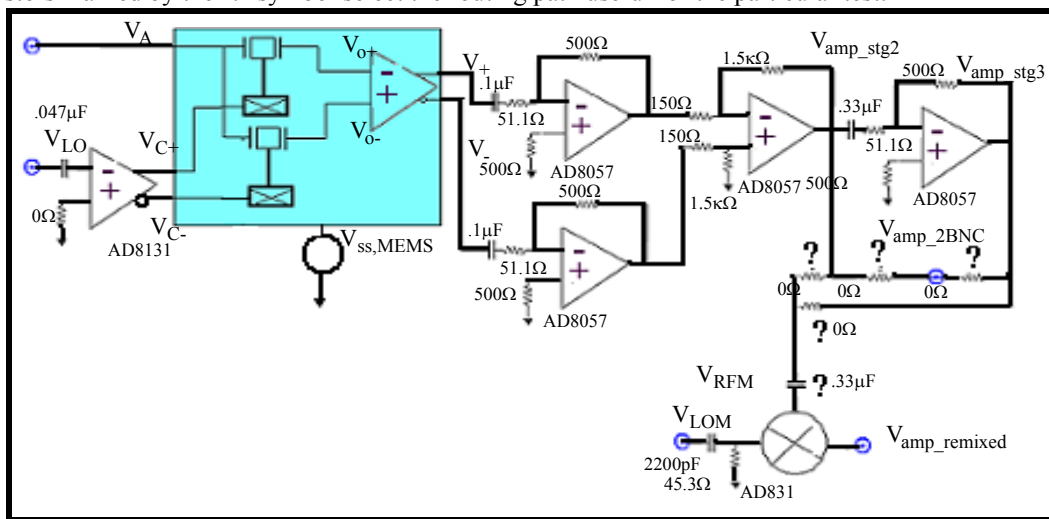 V_A
.047μF
V_LO
0Ω
AD8131
V_C+
V_C-
V_o+
V_o-
V_ss,MEMS
V_+
V_-
.1μF
51.1Ω
500Ω
500Ω
AD8057
.1μF
51.1Ω
500Ω
500Ω
AD8057
150Ω
150Ω
1.5κΩ
1.5κΩ
AD8057
V_amp_stg2
.33μF
51.1Ω
500Ω
500Ω
AD8057
V_amp_stg3
V_amp_2BNC
? ? ?
0Ω 0Ω 0Ω
? 0Ω
? .33μF
V_RFM
V_LOM
2200pF
45.3Ω
AD831
V_amp_remixed